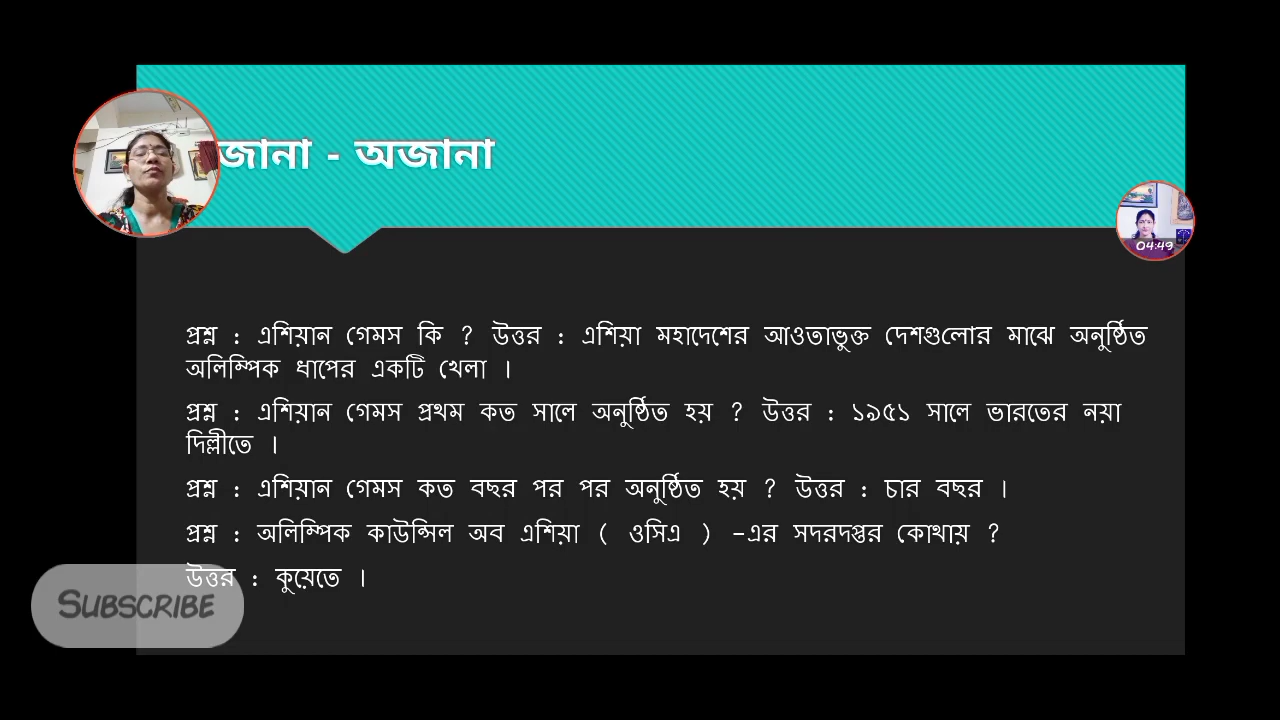 জানা - অজানা
04:49
প্রশ্ন : এশিয়ান গেমস কি ? উত্তর : এশিয়া মহাদেশের আওতাভুক্ত দেশগুলোর মাঝে অনুষ্ঠিত
অলিম্পিক ধাপের একটি খেলা ।
প্রশ্ন : এশিয়ান গেমস প্রথম কত সালে অনুষ্ঠিত হয় ? উত্তর : ১৯৫১ সালে ভারতের নয়া
দিল্লীতে ।
প্রশ্ন : এশিয়ান গেমস কত বছর পর পর অনুষ্ঠিত হয় ? উত্তর : চার বছর ।
প্রশ্ন : অলিম্পিক কাউন্সিল অব এশিয়া ( ওসিএ ) -এর সদরদপ্তর কোথায় ?
উত্তর : কুয়েতে ।
SUBSCRIBE